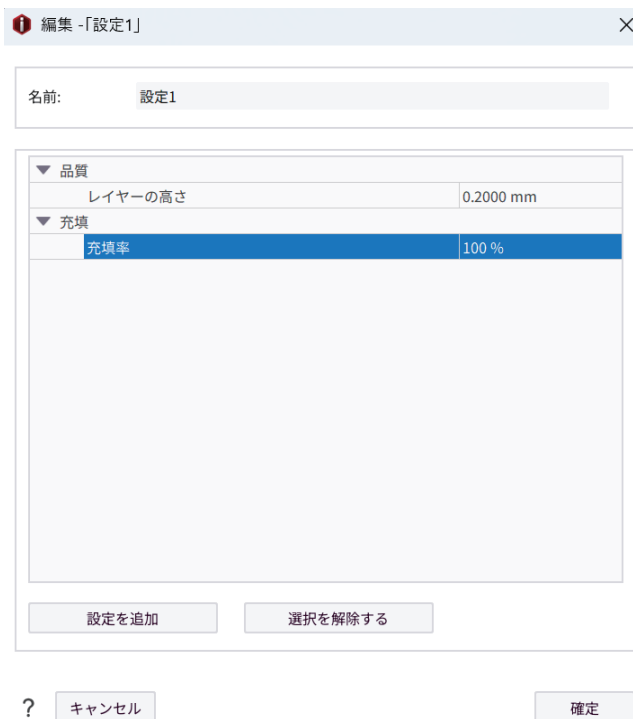 編集 -「設定1」
名前: 設定1
品質
レイヤーの高さ 0.2000 mm
充填
充填率 100 %
設定を追加 選択を解除する
? キャンセル 確定